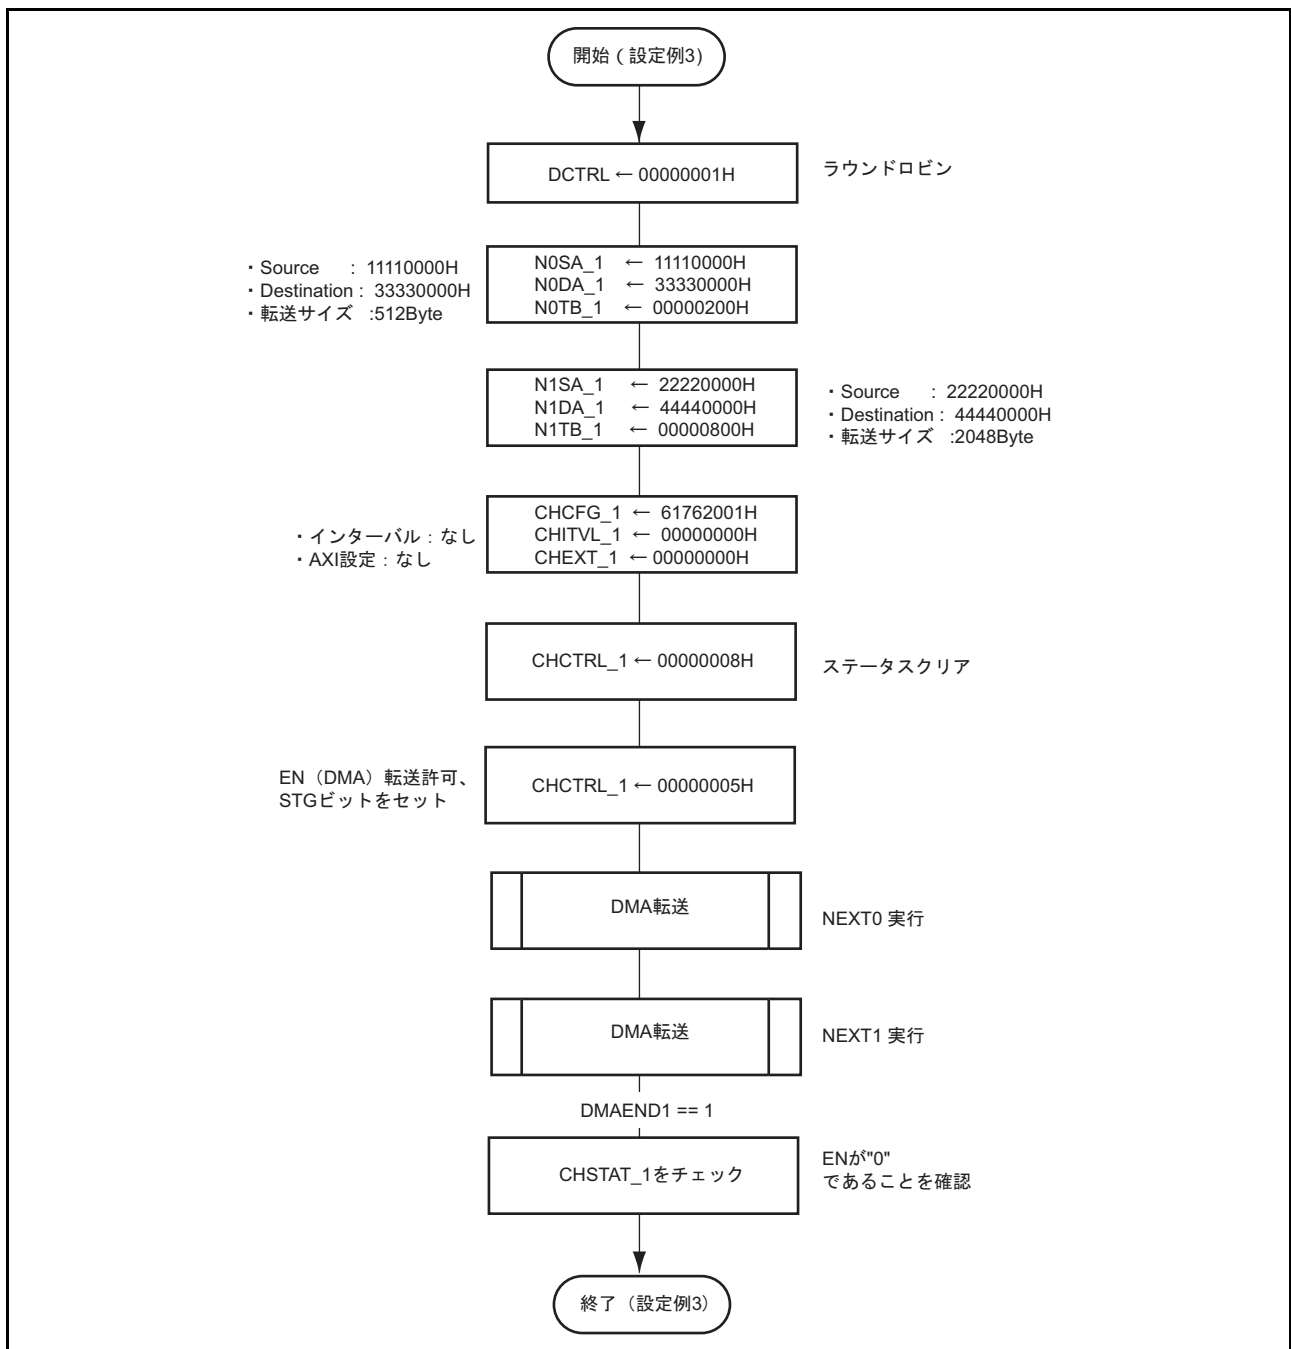 開始 ( 設定例3)
DCTRL ← 00000001H
ラウンドロビン
・Source : 11110000H
・Destination : 33330000H
・転送サイズ :512Byte
N0SA_1 ← 11110000H
N0DA_1 ← 33330000H
N0TB_1 ← 00000200H
N1SA_1 ← 22220000H
N1DA_1 ← 44440000H
N1TB_1 ← 00000800H
・Source : 22220000H
・Destination : 44440000H
・転送サイズ :2048Byte
・インターバル : なし
・AXI設定 : なし
CHCFG_1 ← 61762001H
CHITVL_1 ← 00000000H
CHEXT_1 ← 00000000H
CHCTRL_1 ← 00000008H
ステータスクリア
EN（DMA）転送許可、
STGビットをセット
CHCTRL_1 ← 00000005H
DMA転送
NEXT0 実行
DMA転送
NEXT1 実行
DMAEND1 == 1
CHSTAT_1をチェック
ENが"0"
であることを確認
終了（設定例3）